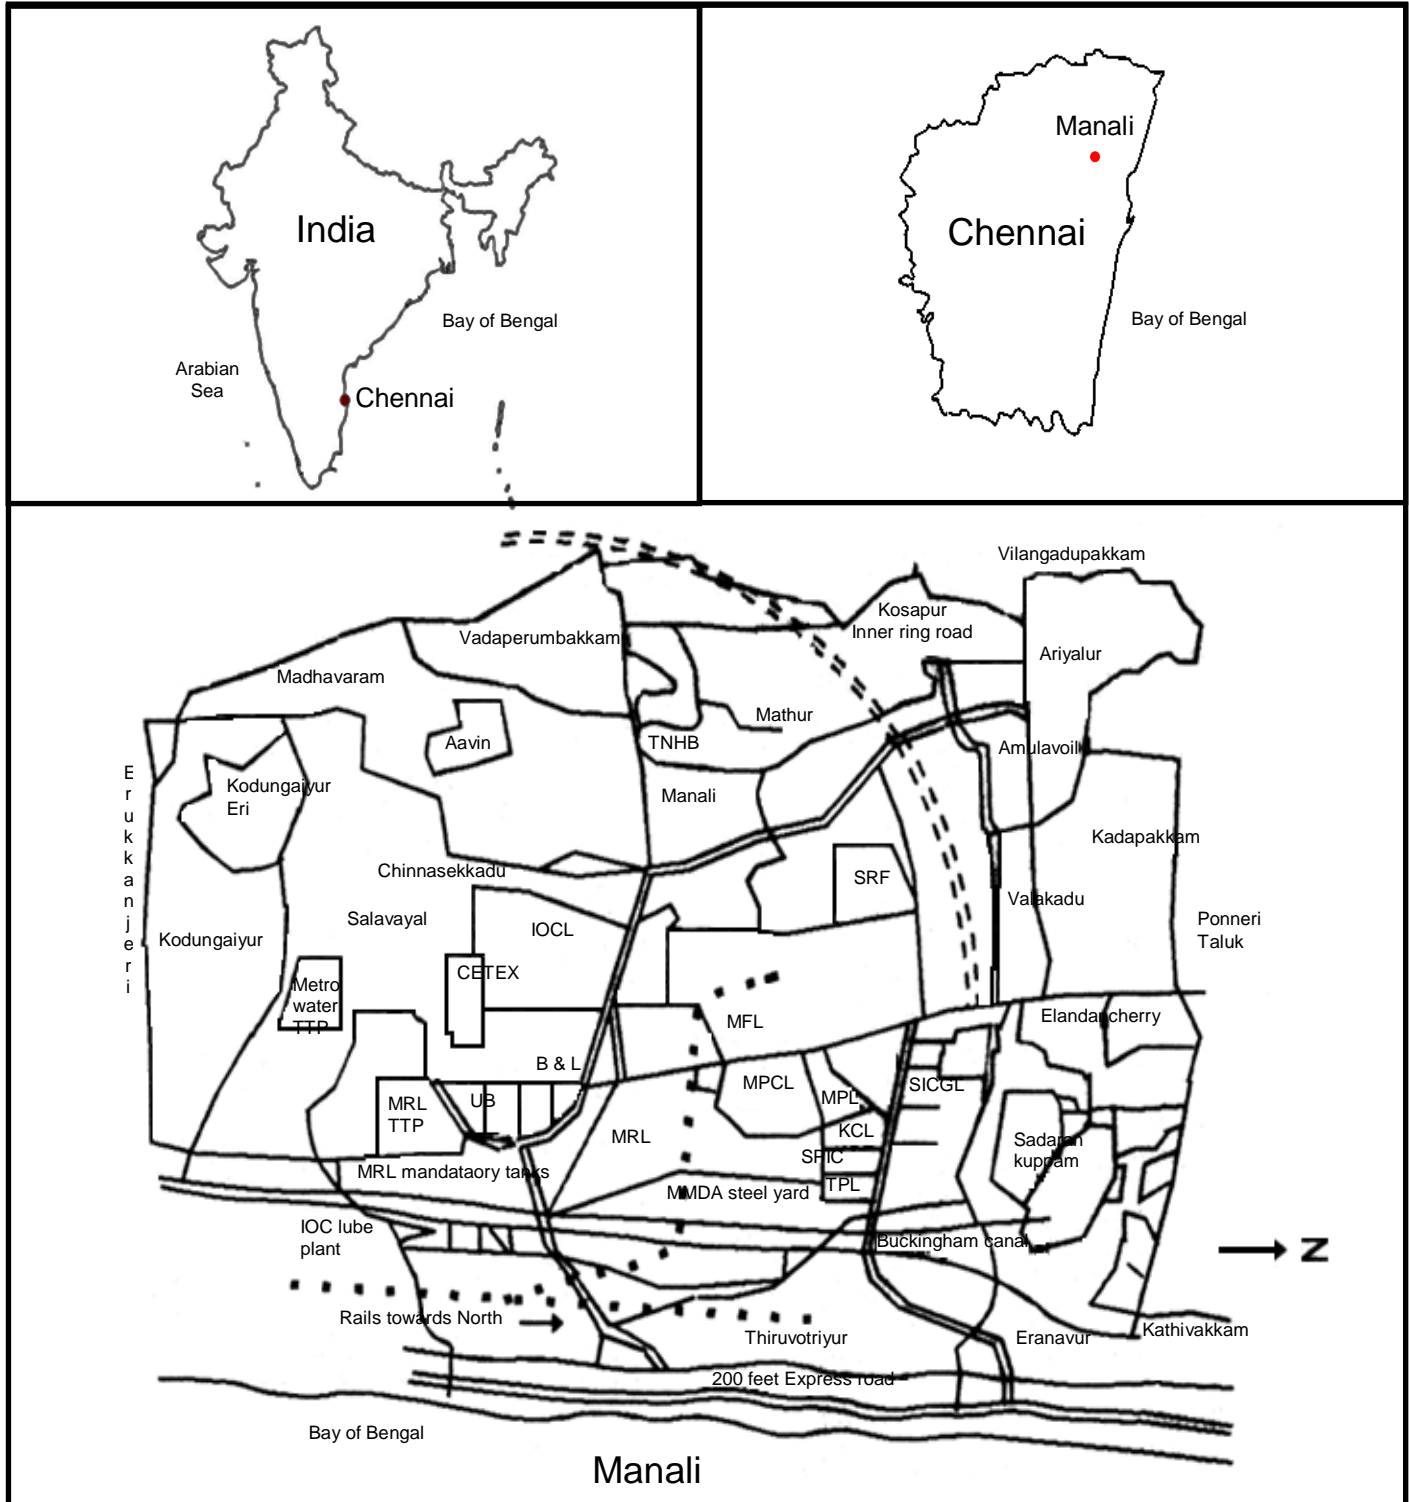 India
Bay of Bengal
Arabian
Sea
Chennai
Manali
Chennai
Bay of Bengal
Vilangadupakkam
Kosapur
Inner ring road
Vadaperumbakkam
Ariyalur
Madhavaram
Mathur
Aavin
TNHB
Amulavoil
Erukkanjeri
Kodungaiyur
Eri
Manali
Kadapakkam
Chinnasekkadu
SRF
Valakadu
Salavayal
IOCL
Ponneri
Taluk
Kodungaiyur
CETEX
Metro
water
TTP
MFL
Elandancherry
B & L
MPCL
SICGL
MRL
TTP
UB
MPL
KCL
MRL
Sadaran
kuppam
SPIC
MRL mandataory tanks
MMDA steel yard
TPL
IOC lube
plant
Buckingham canal
N
Rails towards North
Thiruvotriyur
Eranavur
Kathivakkam
200 feet Express road
Bay of Bengal
Manali